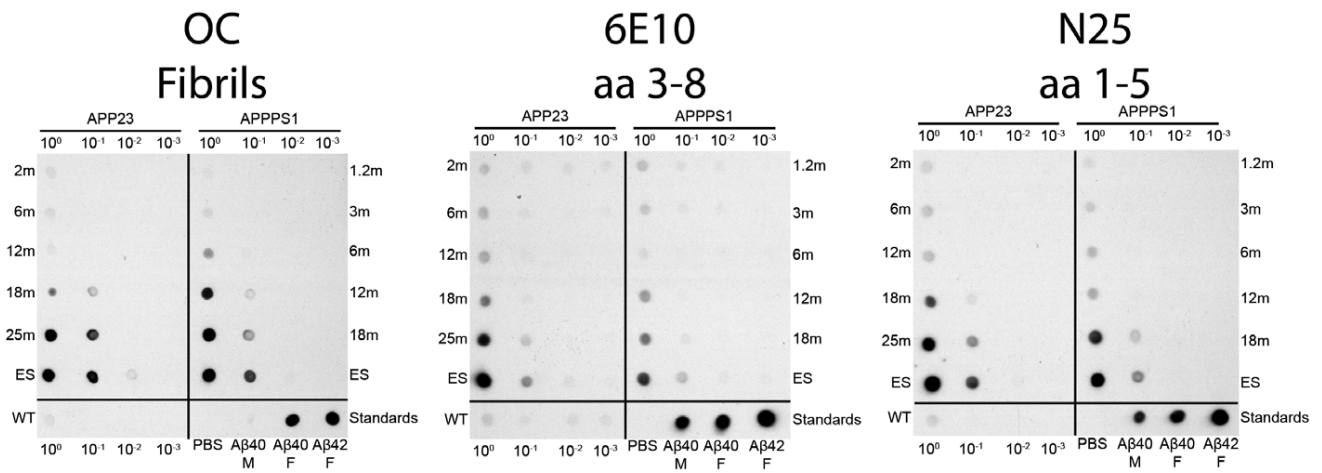 OC
Fibrils
APP23 APPPS1
10⁰ 10⁻¹ 10⁻² 10⁻³ 10⁰ 10⁻¹ 10⁻² 10⁻³
2m 1.2m
6m 3m
12m 6m
18m 12m
25m 18m
ES ES
WT Standards
10⁰ 10⁻¹ 10⁻² 10⁻³ PBS Aβ40 Aβ40 Aβ42
M F F
6E10
aa 3-8
APP23 APPPS1
10⁰ 10⁻¹ 10⁻² 10⁻³ 10⁰ 10⁻¹ 10⁻² 10⁻³
2m 1.2m
6m 3m
12m 6m
18m 12m
25m 18m
ES ES
WT Standards
10⁰ 10⁻¹ 10⁻² 10⁻³ PBS Aβ40 Aβ40 Aβ42
M F F
N25
aa 1-5
APP23 APPPS1
10⁰ 10⁻¹ 10⁻² 10⁻³ 10⁰ 10⁻¹ 10⁻² 10⁻³
2m 1.2m
6m 3m
12m 6m
18m 12m
25m 18m
ES ES
WT Standards
10⁰ 10⁻¹ 10⁻² 10⁻³ PBS Aβ40 Aβ40 Aβ42
M F F